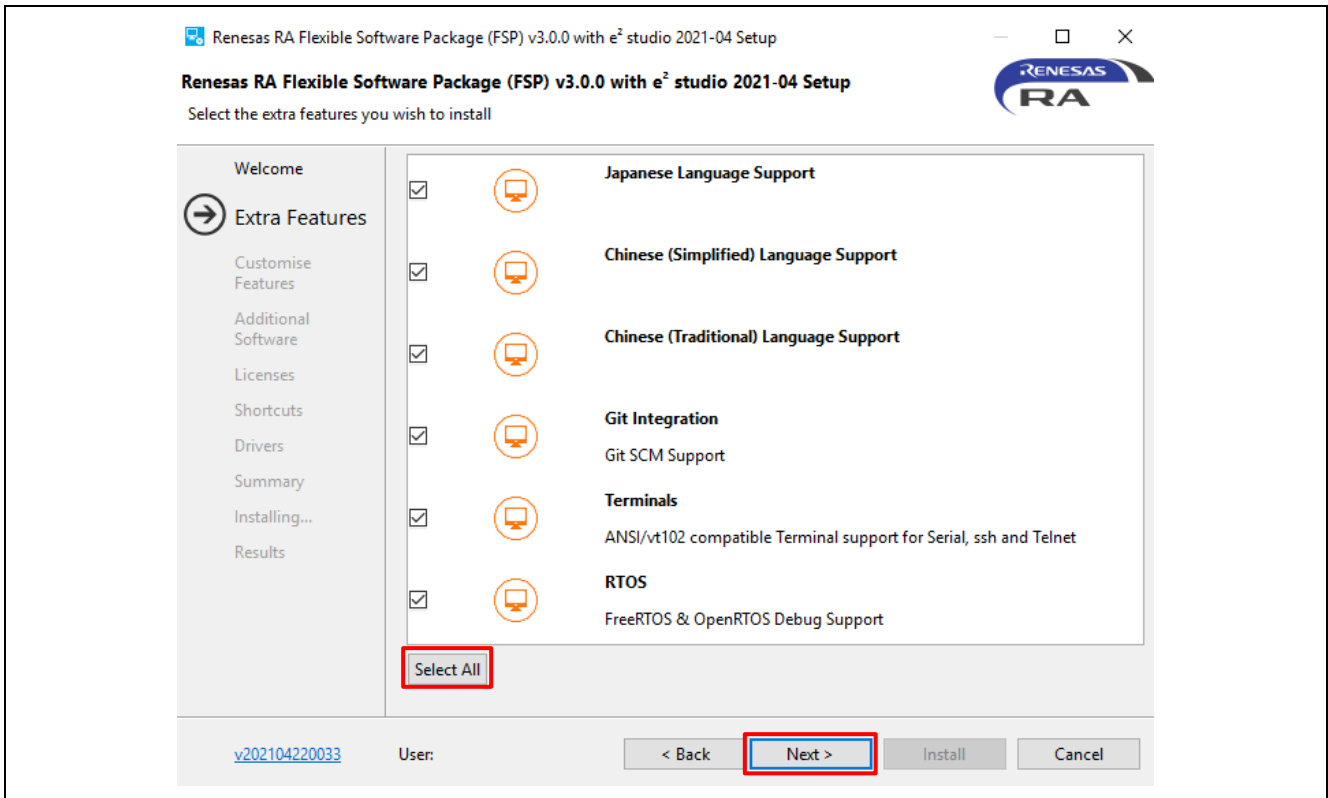 Renesas RA Flexible Software Package (FSP) v3.0.0 with e² studio 2021-04 Setup
Renesas RA Flexible Software Package (FSP) v3.0.0 with e² studio 2021-04 Setup
Select the extra features you wish to install
RENESAS
RA
Welcome
Extra Features
Customise
Features
Additional
Software
Licenses
Shortcuts
Drivers
Summary
Installing...
Results
Japanese Language Support
Chinese (Simplified) Language Support
Chinese (Traditional) Language Support
Git Integration
Git SCM Support
Terminals
ANSI/vt102 compatible Terminal support for Serial, ssh and Telnet
RTOS
FreeRTOS & OpenRTOS Debug Support
Select All
v202104220033
User:
< Back
Next >
Install
Cancel